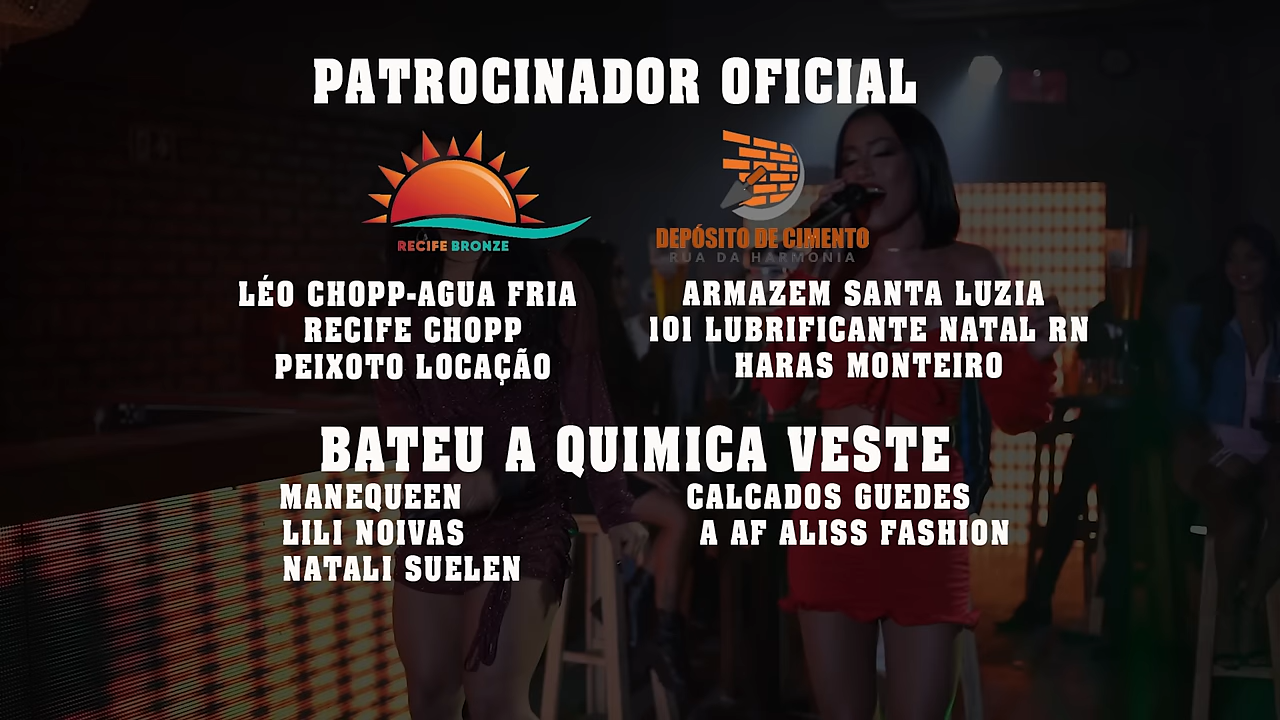 PATROCINADOR OFICIAL
RECIFE BRONZE
DEPÓSITO DE CIMENTO
RUA DA HARMONIA
LÉO CHOPP-AGUA FRIA
RECIFE CHOPP
PEIXOTO LOCAÇÃO
ARMAZEM SANTA LUZIA
101 LUBRIFICANTE NATAL RN
HARAS MONTEIRO
BATEU A QUIMICA VESTE
MANEQUEEN
LILI NOIVAS
NATALI SUELEN
CALCADOS GUEDES
A AF ALISS FASHION